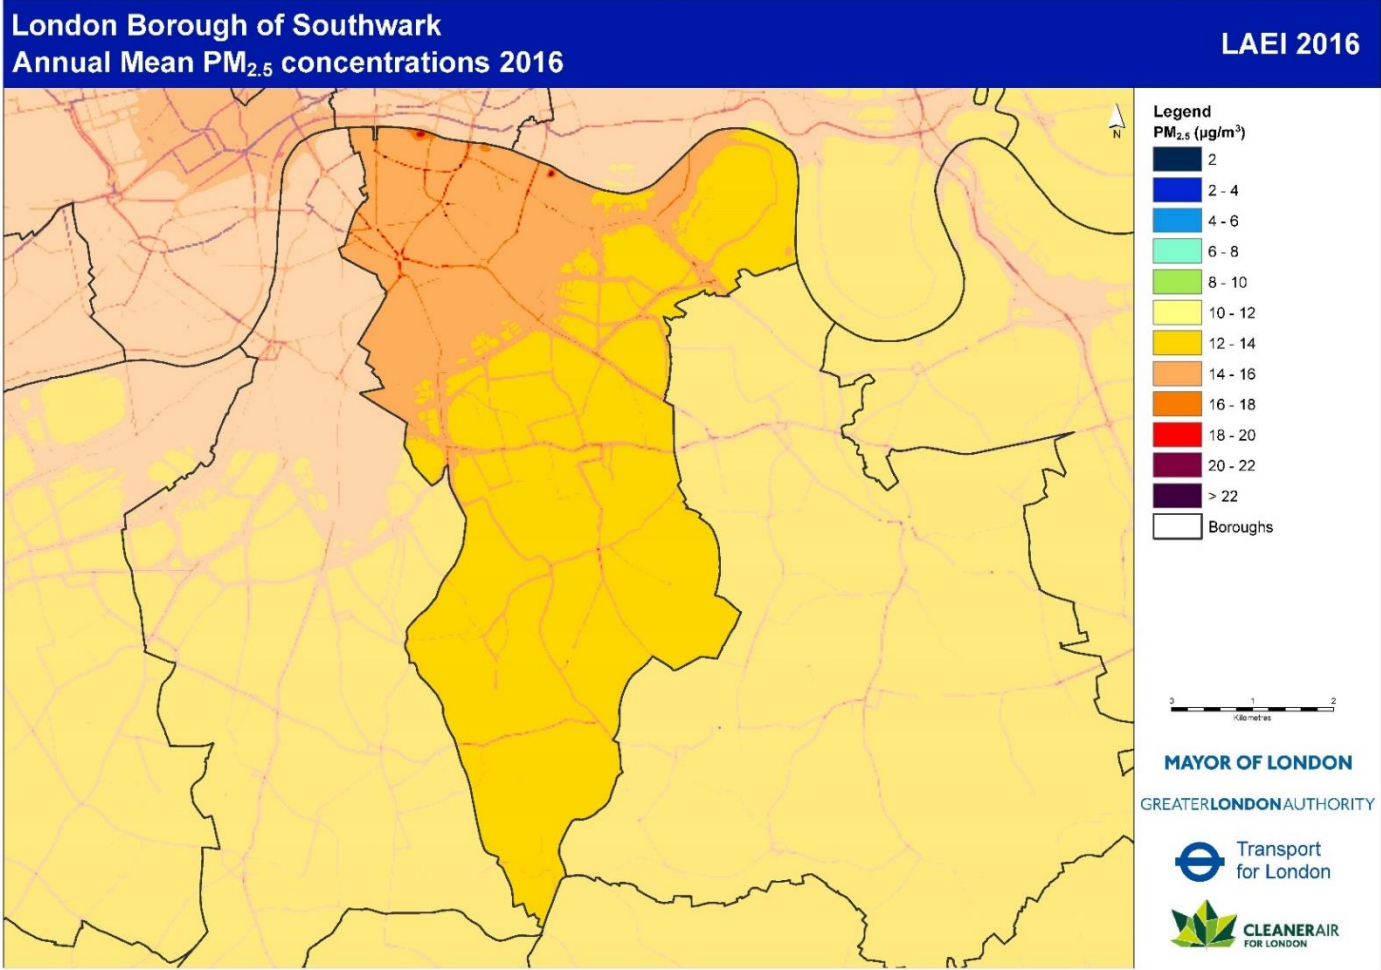 London Borough of Southwark
Annual Mean PM2.5 concentrations 2016
LAEI 2016
N
Legend
PM2.5 (µg/m³)
2
2 - 4
4 - 6
6 - 8
8 - 10
10 - 12
12 - 14
14 - 16
16 - 18
18 - 20
20 - 22
> 22
Boroughs
0 1 2
Kilometres
MAYOR OF LONDON
GREATERLONDONAUTHORITY
Transport
for London
CLEANERAIR
FOR LONDON